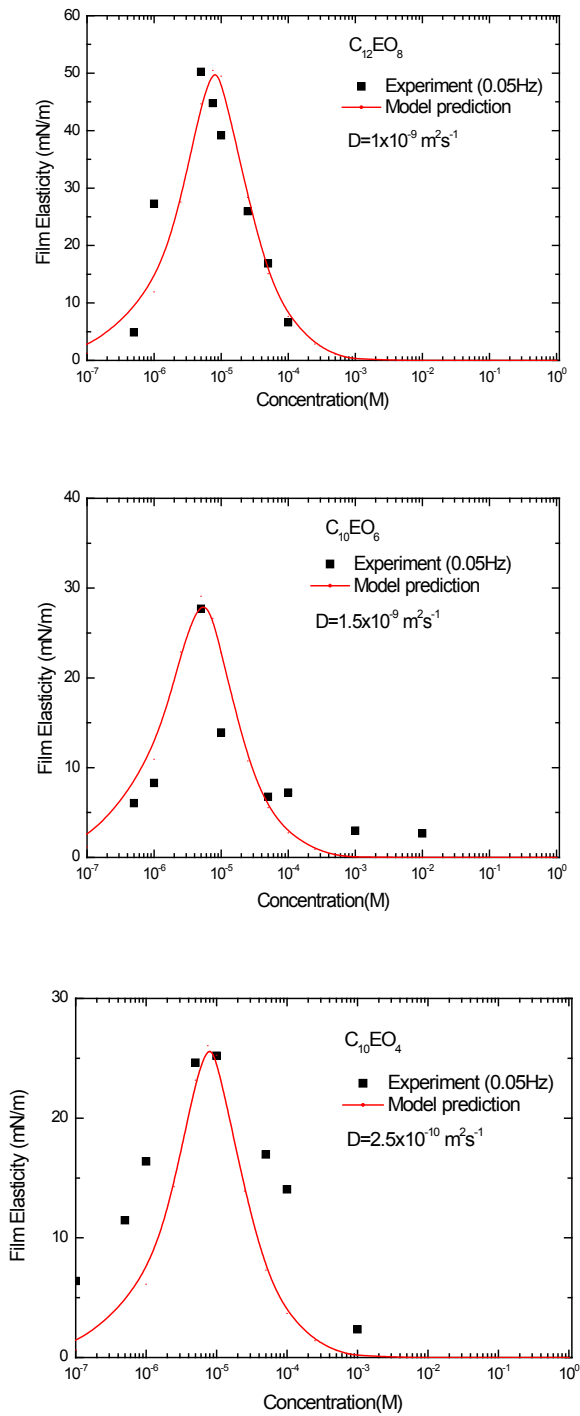 60
50
40
30
20
10
0
Film Elasticity (mN/m)
C₁₂EO₈
Experiment (0.05Hz)
Model prediction
D=1x10⁻⁹ m²s⁻¹
10⁻⁷ 10⁻⁶ 10⁻⁵ 10⁻⁴ 10⁻³ 10⁻² 10⁻¹ 10⁰
Concentration(M)
40
30
20
10
0
Film Elasticity (mN/m)
C₁₀EO₆
Experiment (0.05Hz)
Model prediction
D=1.5x10⁻⁹ m²s⁻¹
10⁻⁷ 10⁻⁶ 10⁻⁵ 10⁻⁴ 10⁻³ 10⁻² 10⁻¹ 10⁰
Concentration(M)
30
20
10
0
Film Elasticity (mN/m)
C₁₀EO₄
Experiment (0.05Hz)
Model prediction
D=2.5x10⁻¹⁰ m²s⁻¹
10⁻⁷ 10⁻⁶ 10⁻⁵ 10⁻⁴ 10⁻³ 10⁻² 10⁻¹ 10⁰
Concentration(M)